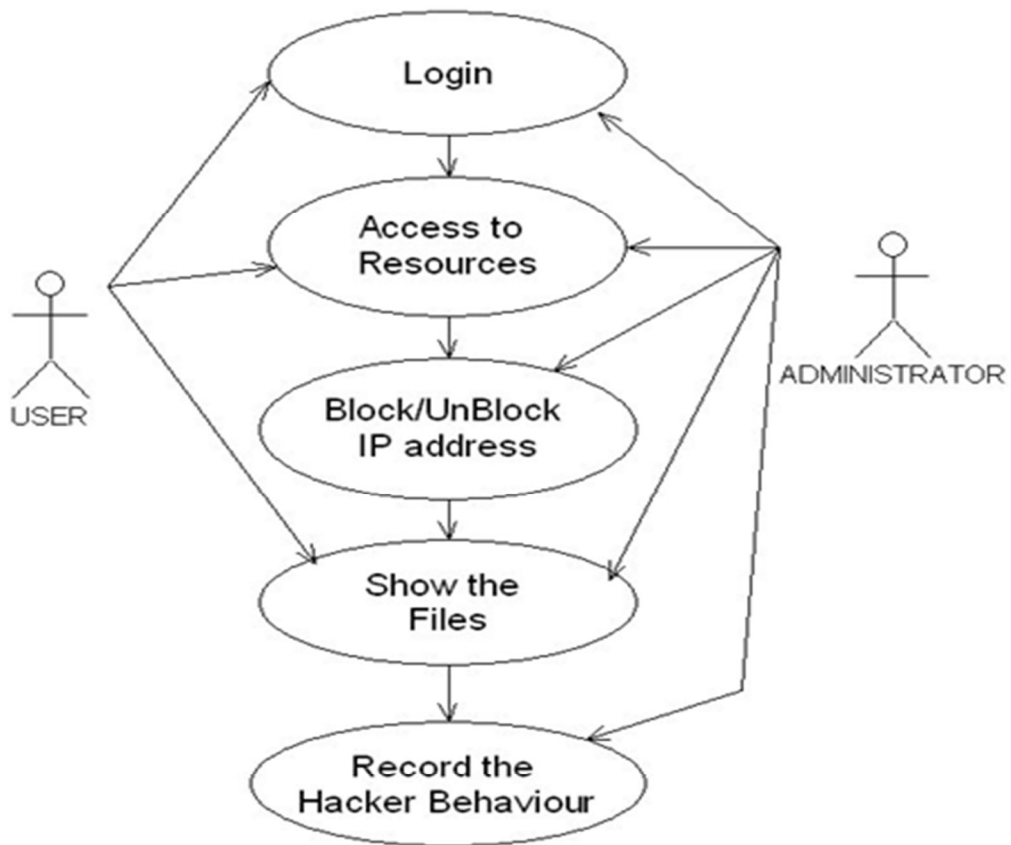 Login
Access to
Resources
USER
ADMINISTRATOR
Block/UnBlock
IP address
Show the
Files
Record the
Hacker Behaviour